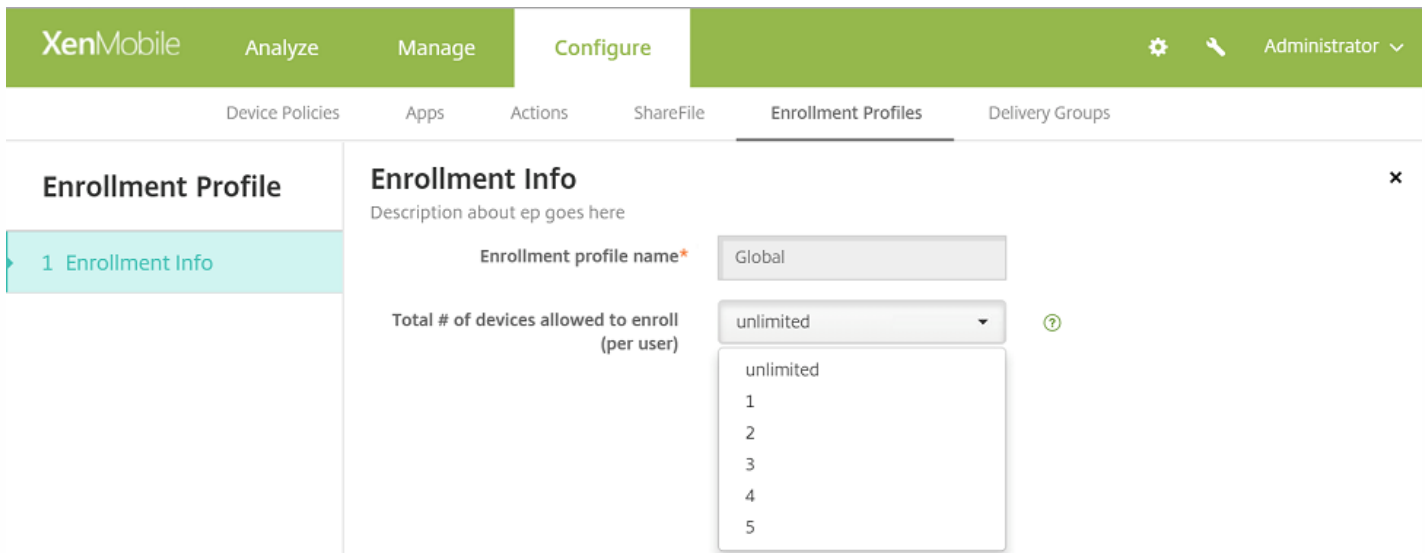 XenMobile Analyze Manage Configure Administrator
Device Policies Apps Actions ShareFile Enrollment Profiles Delivery Groups
Enrollment Profile
1 Enrollment Info
Enrollment Info
Description about ep goes here
Enrollment profile name* Global
Total # of devices allowed to enroll unlimited ?
(per user)
unlimited
1
2
3
4
5